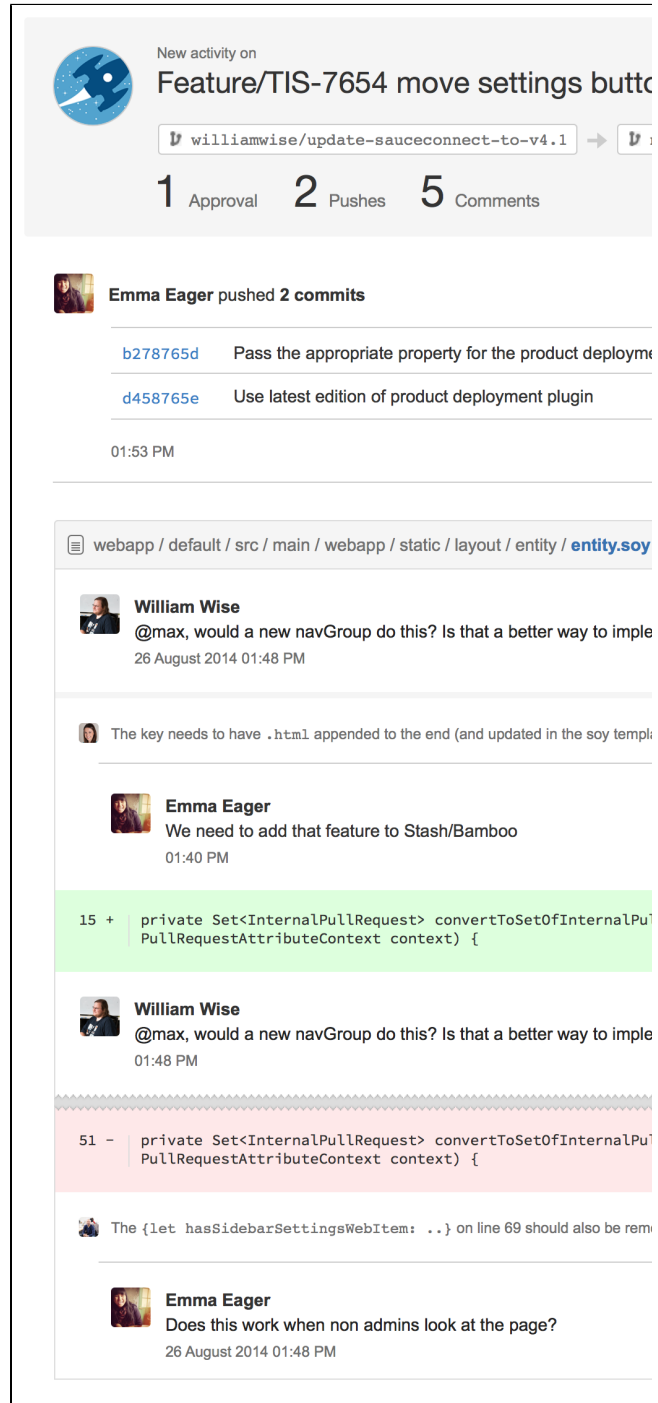 New activity on
Feature/TIS-7654 move settings butto
williamwise/update-sauceconnect-to-v4.1
1 Approval 2 Pushes 5 Comments
Emma Eager pushed 2 commits
b278765d Pass the appropriate property for the product deployme
d458765e Use latest edition of product deployment plugin
01:53 PM
webapp / default / src / main / webapp / static / layout / entity / entity.soy
William Wise
@max, would a new navGroup do this? Is that a better way to imple
26 August 2014 01:48 PM
The key needs to have .html appended to the end (and updated in the soy templa
Emma Eager
We need to add that feature to Stash/Bamboo
01:40 PM
15 + private Set<InternalPullRequest> convertToSetOfInternalPul
PullRequestAttributeContext context) {
William Wise
@max, would a new navGroup do this? Is that a better way to imple
01:48 PM
51 - private Set<InternalPullRequest> convertToSetOfInternalPul
PullRequestAttributeContext context) {
The {let hasSidebarSettingsWebItem: ..} on line 69 should also be rem
Emma Eager
Does this work when non admins look at the page?
26 August 2014 01:48 PM